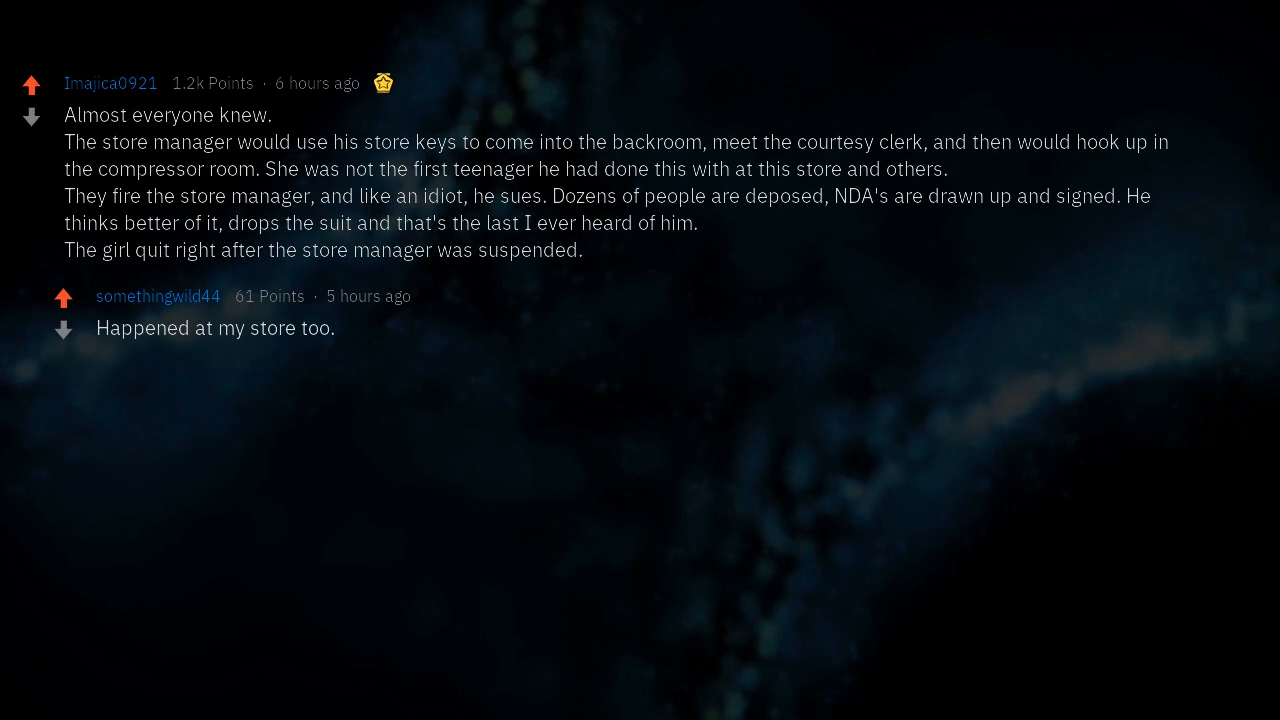 Imajica0921 1.2k Points · 6 hours ago
Almost everyone knew.
The store manager would use his store keys to come into the backroom, meet the courtesy clerk, and then would hook up in
the compressor room. She was not the first teenager he had done this with at this store and others.
They fire the store manager, and like an idiot, he sues. Dozens of people are deposed, NDA's are drawn up and signed. He
thinks better of it, drops the suit and that's the last I ever heard of him.
The girl quit right after the store manager was suspended.
somethingwild44 61 Points · 5 hours ago
Happened at my store too.